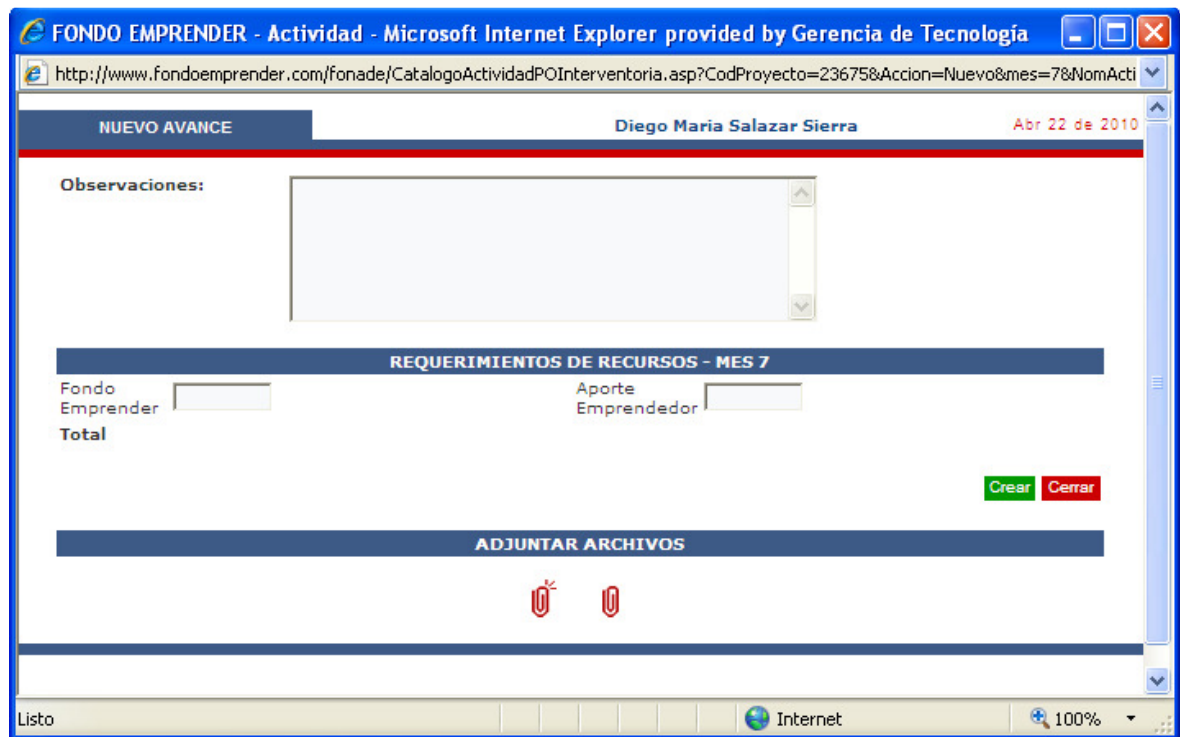 FONDO EMPRENDER - Actividad - Microsoft Internet Explorer provided by Gerencia de Tecnología
http://www.fondoemprender.com/fonade/CatalogoActividadPOInterventoria.asp?CodProyecto=23675&Accion=Nuevo&mes=7&NomActi
NUEVO AVANCE Diego Maria Salazar Sierra Abr 22 de 2010
Observaciones:
REQUERIMIENTOS DE RECURSOS - MES 7
Fondo Emprender Aporte Emprendedor
Total
Crear Cerrar
ADJUNTAR ARCHIVOS
Listo Internet 100%